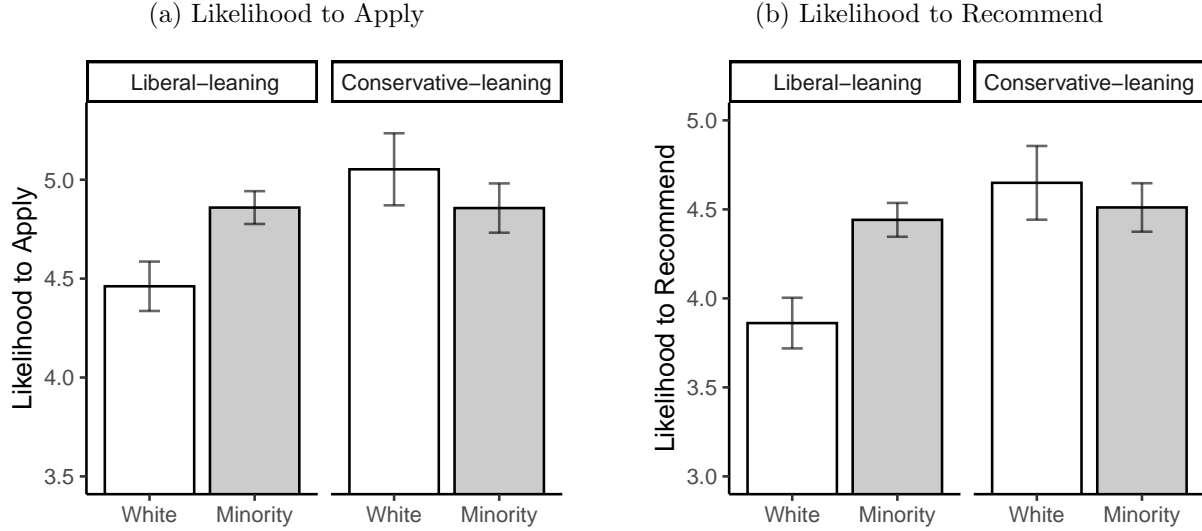 (a) Likelihood to Apply
Liberal−leaning
Conservative−leaning
Likelihood to Apply
5.0
4.5
4.0
3.5
White
Minority
White
Minority
(b) Likelihood to Recommend
Liberal−leaning
Conservative−leaning
Likelihood to Recommend
5.0
4.5
4.0
3.5
3.0
White
Minority
White
Minority